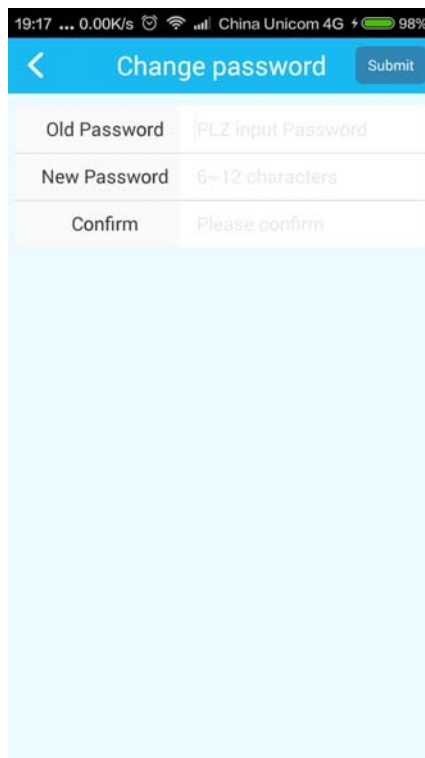 19:17 ... 0.00K/s China Unicom 4G 98%
Change password Submit
Old Password PLZ input Password
New Password 6~12 characters
Confirm Please confirm